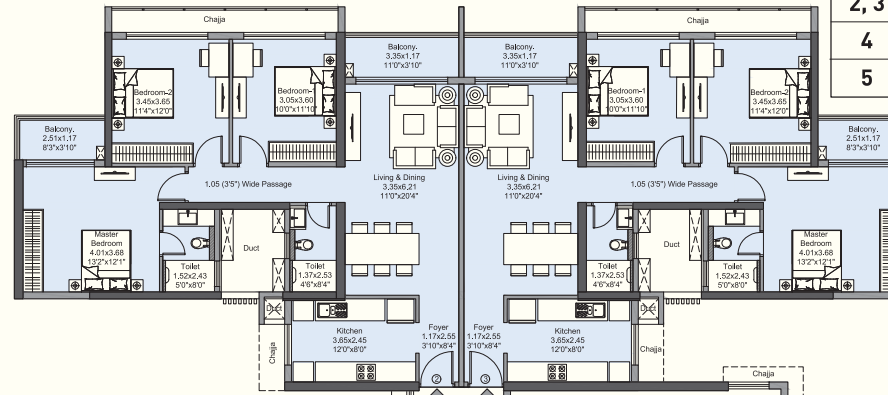 Chajja
Chajja
2, 3
4
5
Balcony.
3.35x1.17
11'0"x3'10"
Balcony.
3.35x1.17
11'0"x3'10"
Bedroom-2
3.45x3.65
11'4"x12'0"
Bedroom-1
3.05x3.60
10'0"x11'10"
Bedroom-1
3.05x3.60
10'0"x11'10"
Bedroom-2
3.45x3.65
11'4"x12'0"
Balcony.
2.51x1.17
8'3"x3'10"
Balcony.
2.51x1.17
8'3"x3'10"
1.05 (3'5") Wide Passage
Living & Dining
3.35x6.21
11'0"x20'4"
Living & Dining
3.35x6.21
11'0"x20'4"
1.05 (3'5") Wide Passage
Master
Bedroom
4.01x3.68
13'2"x12'1"
Toilet
1.52x2.43
5'0"x8'0"
Duct
Toilet
1.37x2.53
4'6"x8'4"
Toilet
1.37x2.53
4'6"x8'4"
Duct
Toilet
1.52x2.43
5'0"x8'0"
Master
Bedroom
4.01x3.68
13'2"x12'1"
Duct
Duct
Kitchen
3.65x2.45
12'0"x8'0"
Foyer
1.17x2.55
3'10"x8'4"
Foyer
1.17x2.55
3'10"x8'4"
Kitchen
3.65x2.45
12'0"x8'0"
Chajja
Chajja
Chajja
2
3